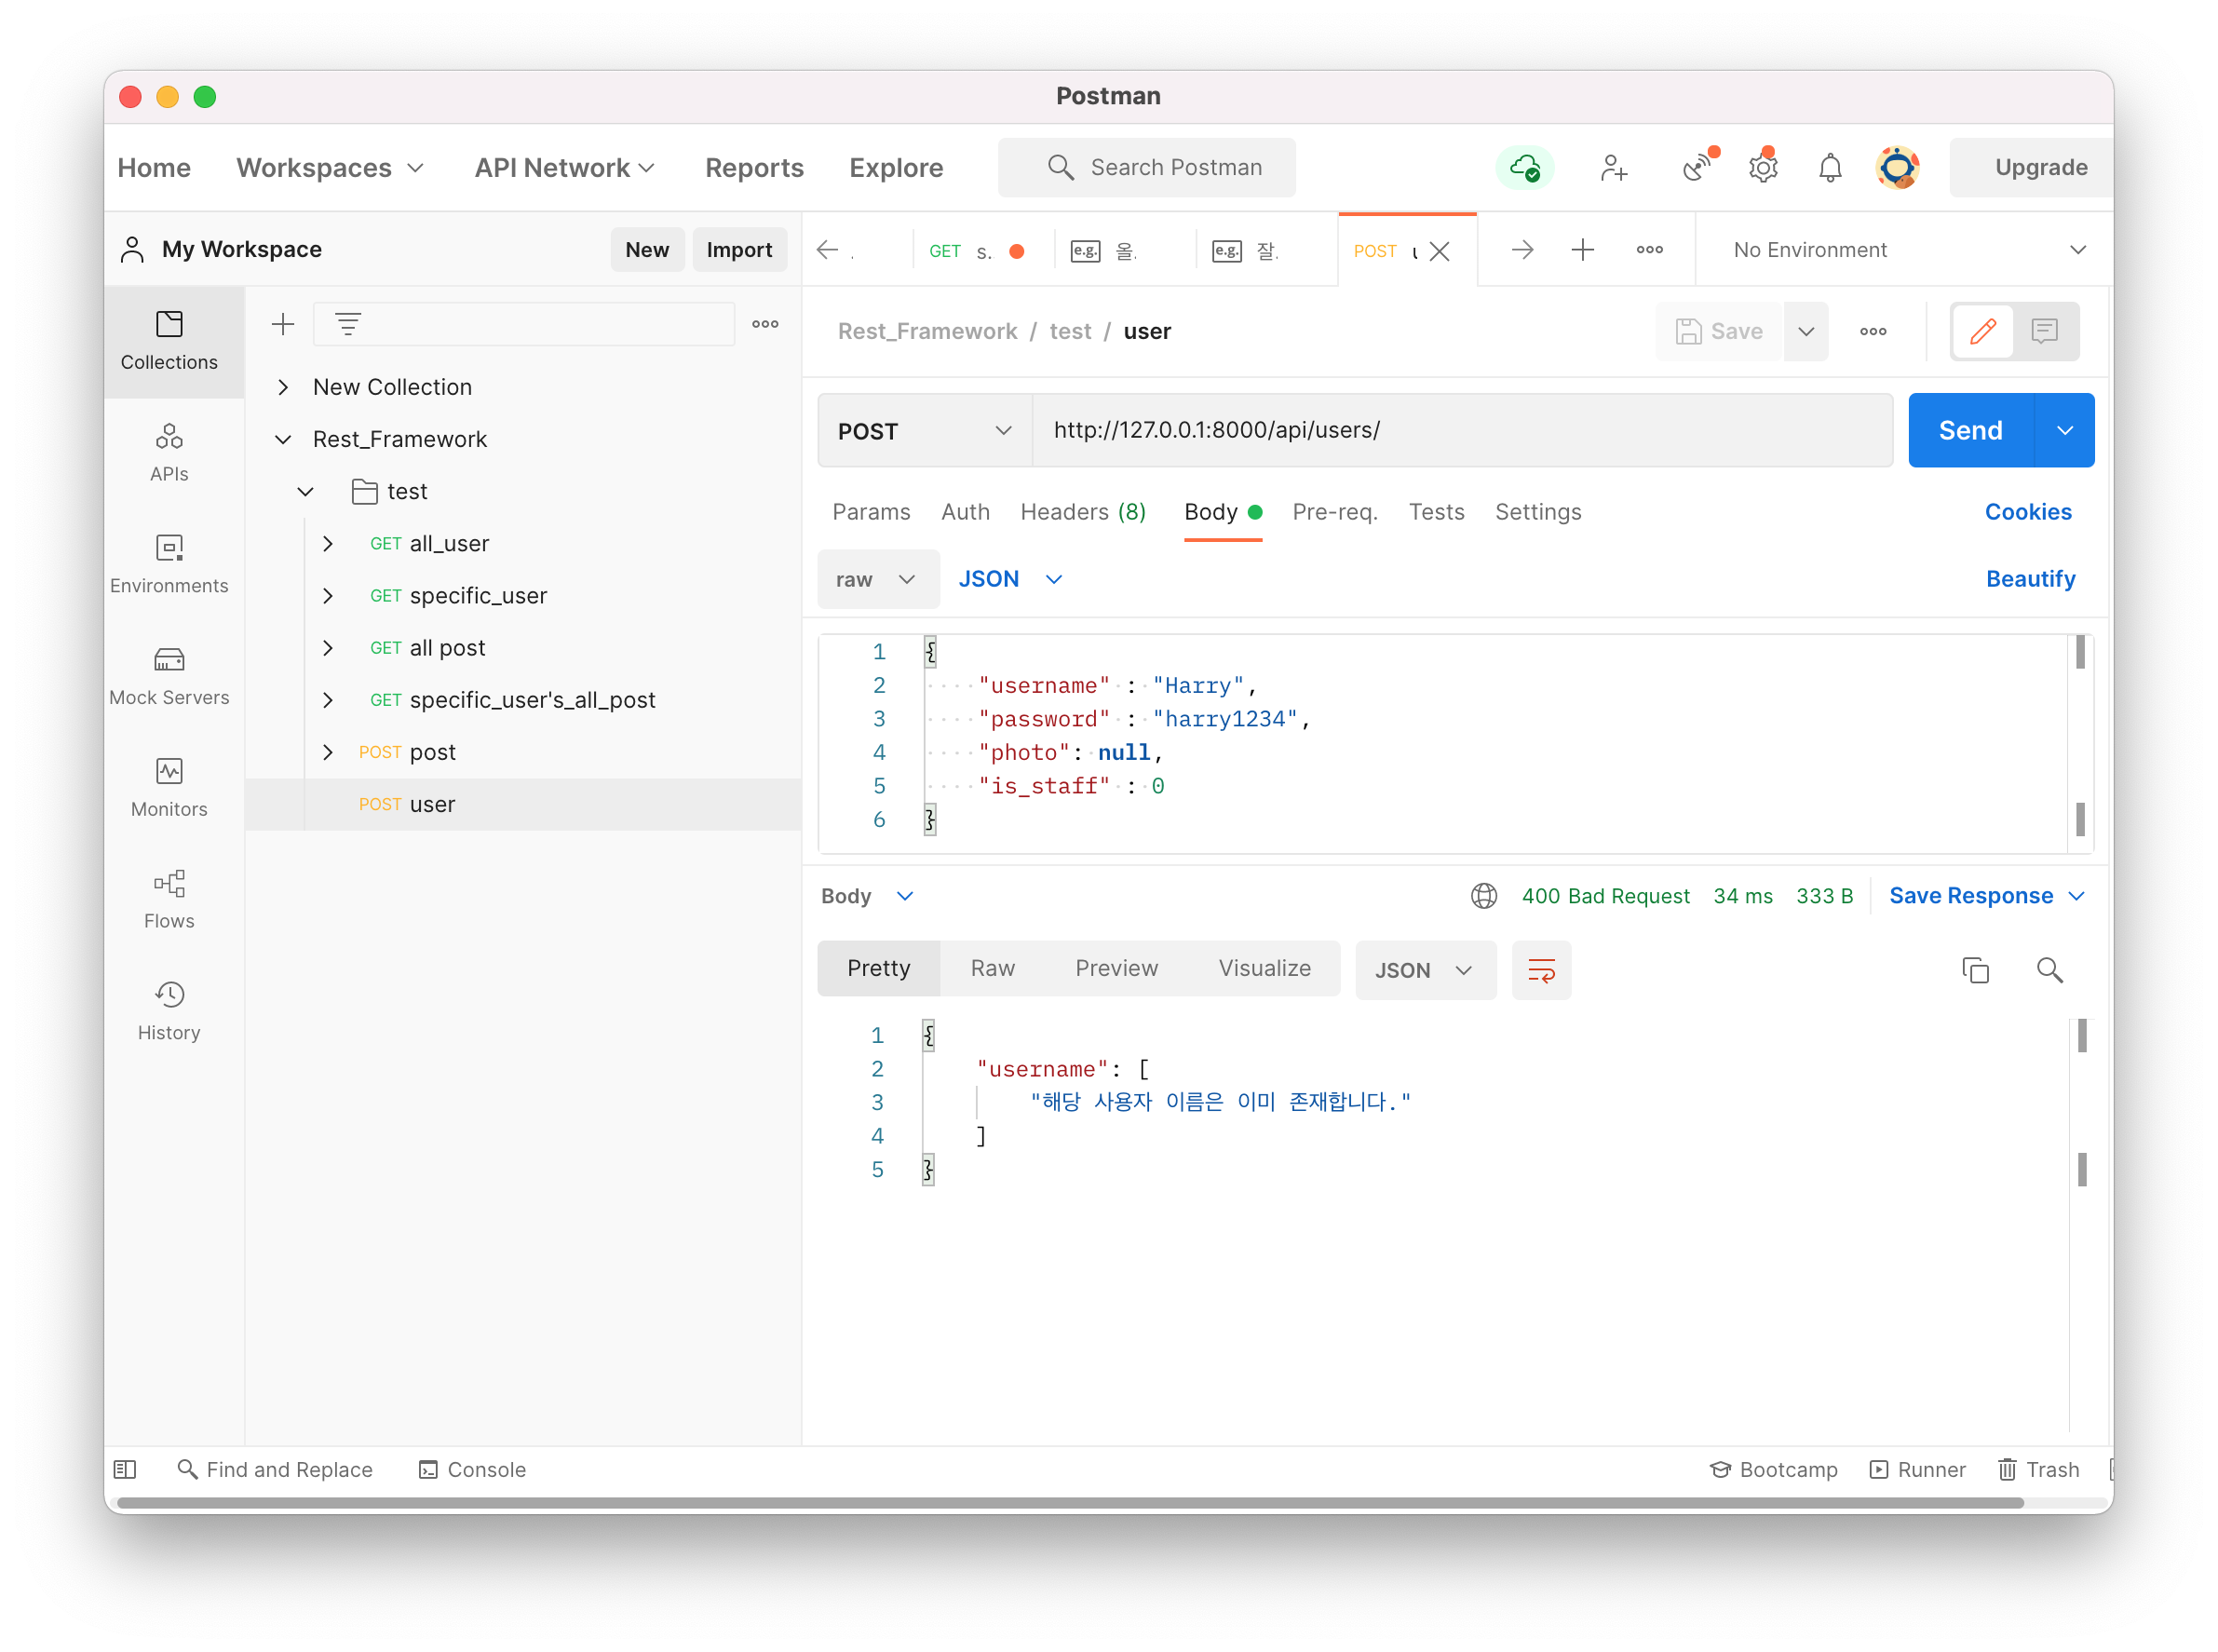 Postman
Home Workspaces API Network Reports Explore Search Postman Upgrade
My Workspace New Import
. GET s.. e.g. 올. e.g. 잘. POST No Environment
Collections
APIs
Environments
Mock Servers
Monitors
Flows
History
New Collection
Rest_Framework
test
GET all_user
GET specific_user
GET all post
GET specific_user's_all_post
POST post
POST user
Rest_Framework / test / user Save
POST http://127.0.0.1:8000/api/users/ Send
Params Auth Headers (8) Body Pre-req. Tests Settings Cookies
raw JSON Beautify
1 {
2 "username" : "Harry",
3 "password" : "harry1234",
4 "photo": null,
5 "is_staff" : 0
6 }
Body 400 Bad Request 34 ms 333 B Save Response
Pretty Raw Preview Visualize JSON
1 {
2 "username": [
3 "해당 사용자 이름은 이미 존재합니다."
4 ]
5 }
Find and Replace Console Bootcamp Runner Trash